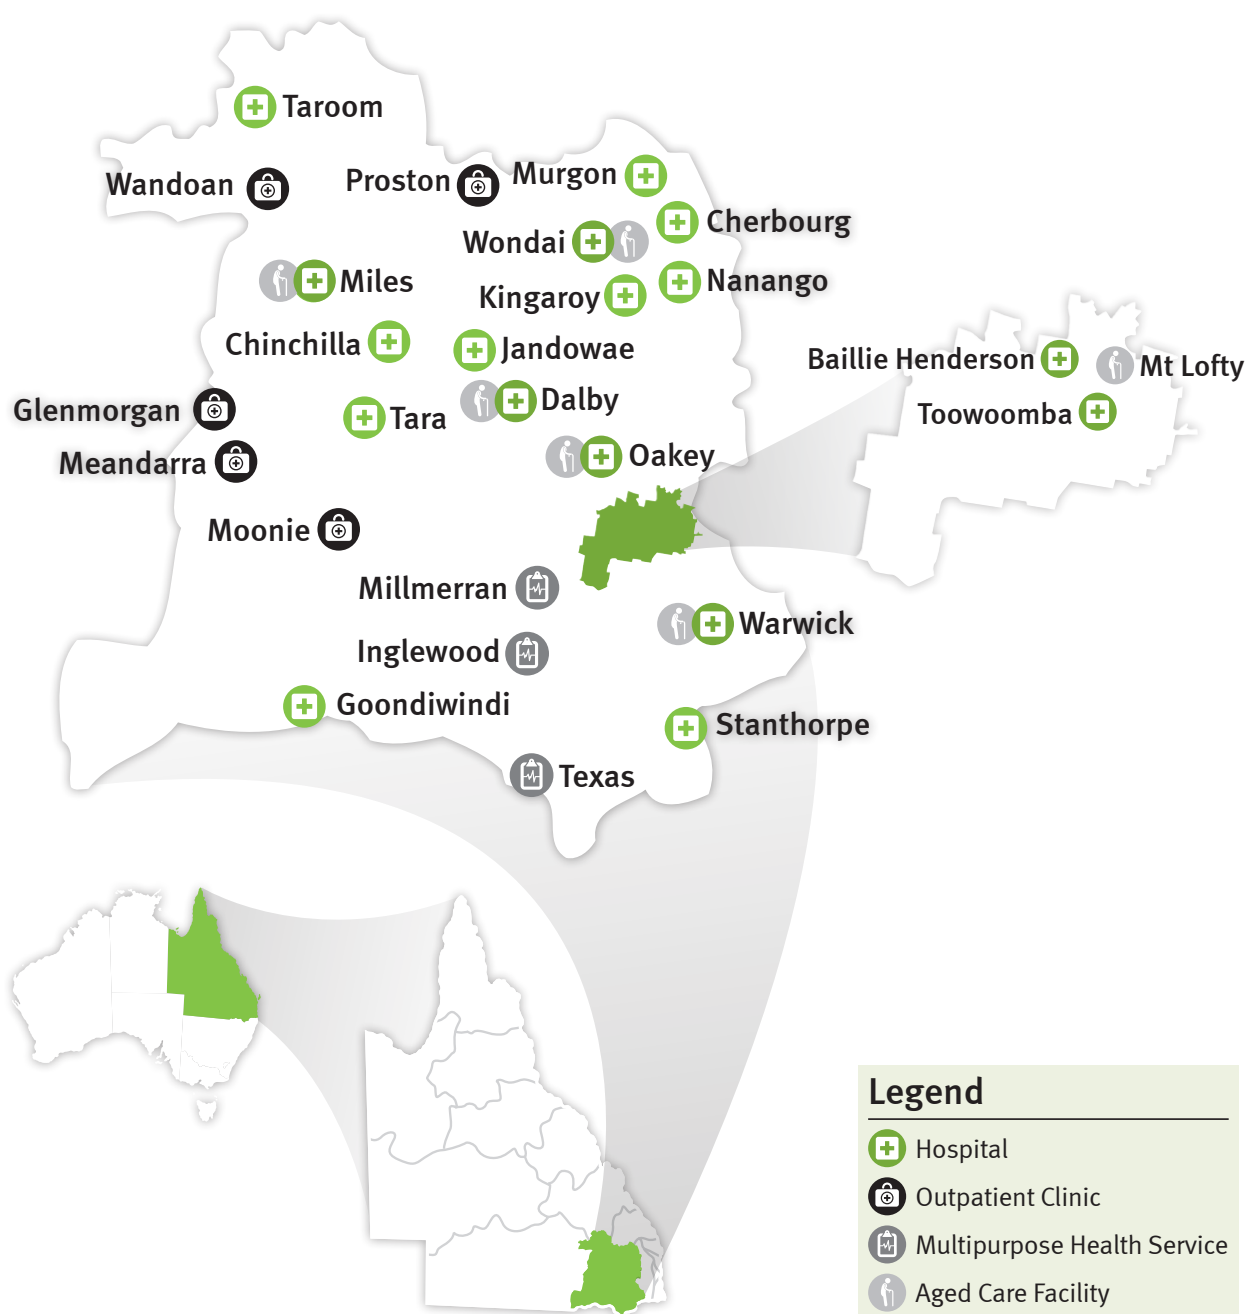 Taroom
Wandoan
Proston
Murgon
Cherbourg
Wondai
Miles
Nanango
Kingaroy
Chinchilla
Jandowae
Baillie Henderson
Mt Lofty
Glenmorgan
Tara
Dalby
Toowoomba
Meandarra
Oakey
Moonie
Millmerran
Warwick
Inglewood
Goondiwindi
Stanthorpe
Texas
Legend
Hospital
Outpatient Clinic
Multipurpose Health Service
Aged Care Facility